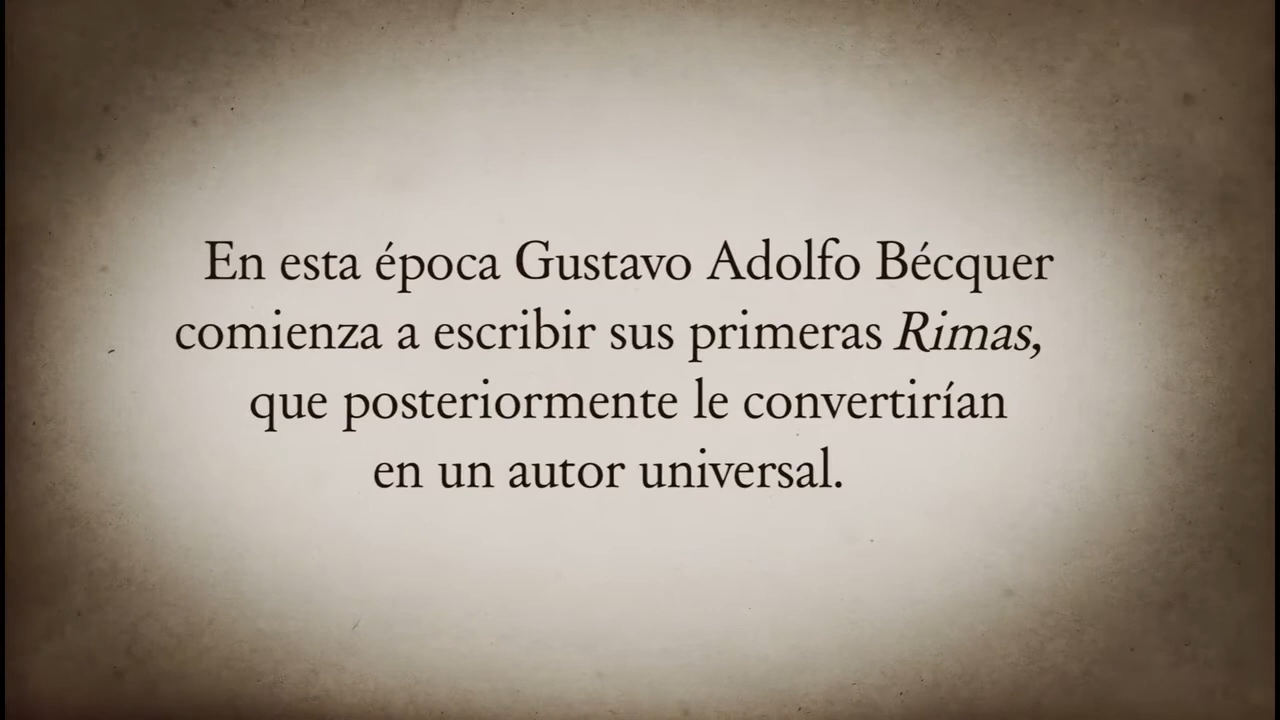 En esta época Gustavo Adolfo Bécquer
comienza a escribir sus primeras Rimas,
que posteriormente le convertirían
en un autor universal.